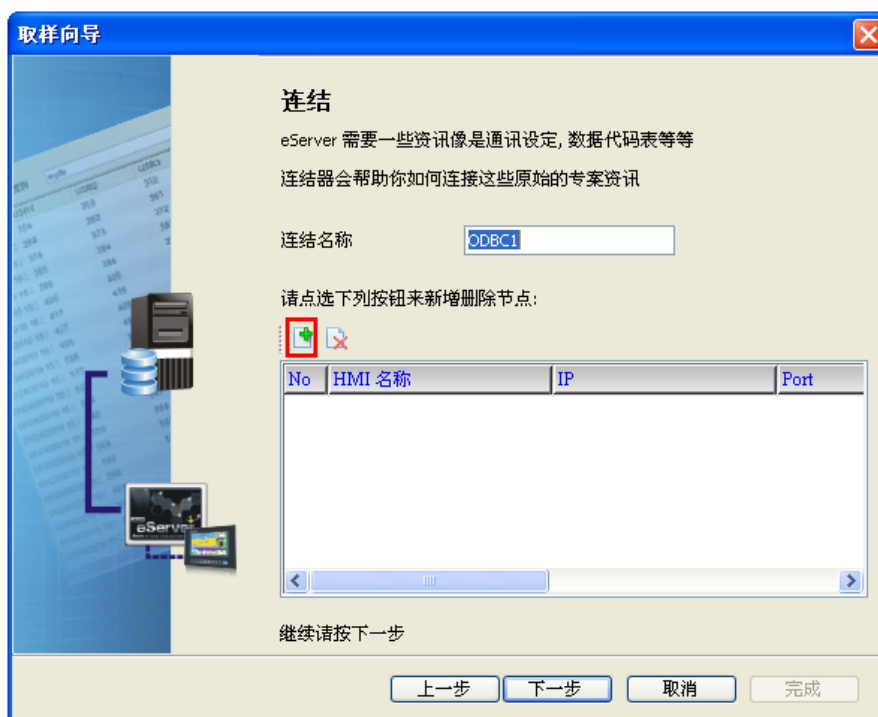 取样向导
连结
eServer 需要一些资讯像是通讯设定, 数据代码表等等
连结器会帮助你如何连接这些原始的专案资讯
连结名称
ODBC1
请点选下列按钮来新增删除节点:
No HMI 名称 IP Port
eServer
继续请按下一步
上一步 下一步 取消 完成